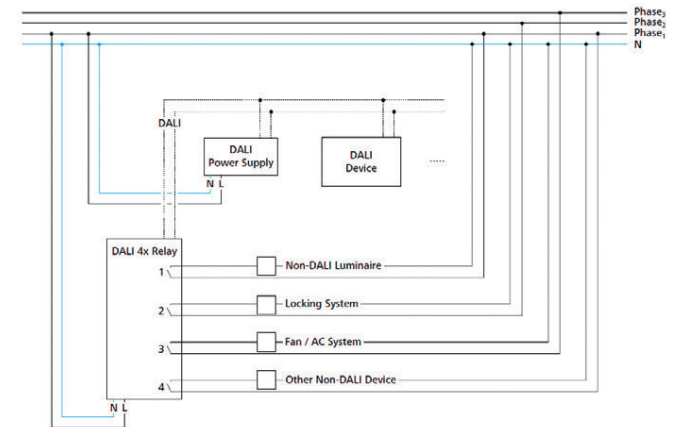 Phase3
Phase2
Phase1
N
DALI
DALI
Power Supply
N L
DALI
Device
.....
DALI 4x Relay
1
Non-DALI Luminaire
2
Locking System
3
Fan / AC System
4
Other Non-DALI Device
N L